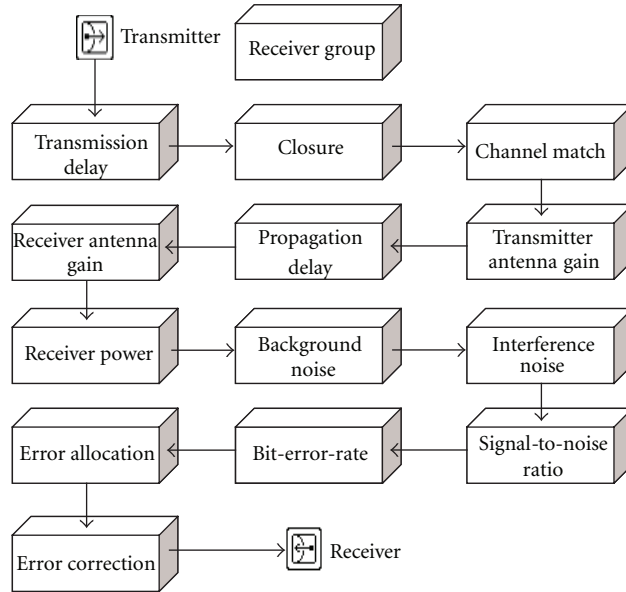 Transmitter
Receiver group
Transmission
delay
Closure
Channel match
Receiver antenna
gain
Propagation
delay
Transmitter
antenna gain
Receiver power
Background
noise
Interference
noise
Error allocation
Bit-error-rate
Signal-to-noise
ratio
Error correction
Receiver